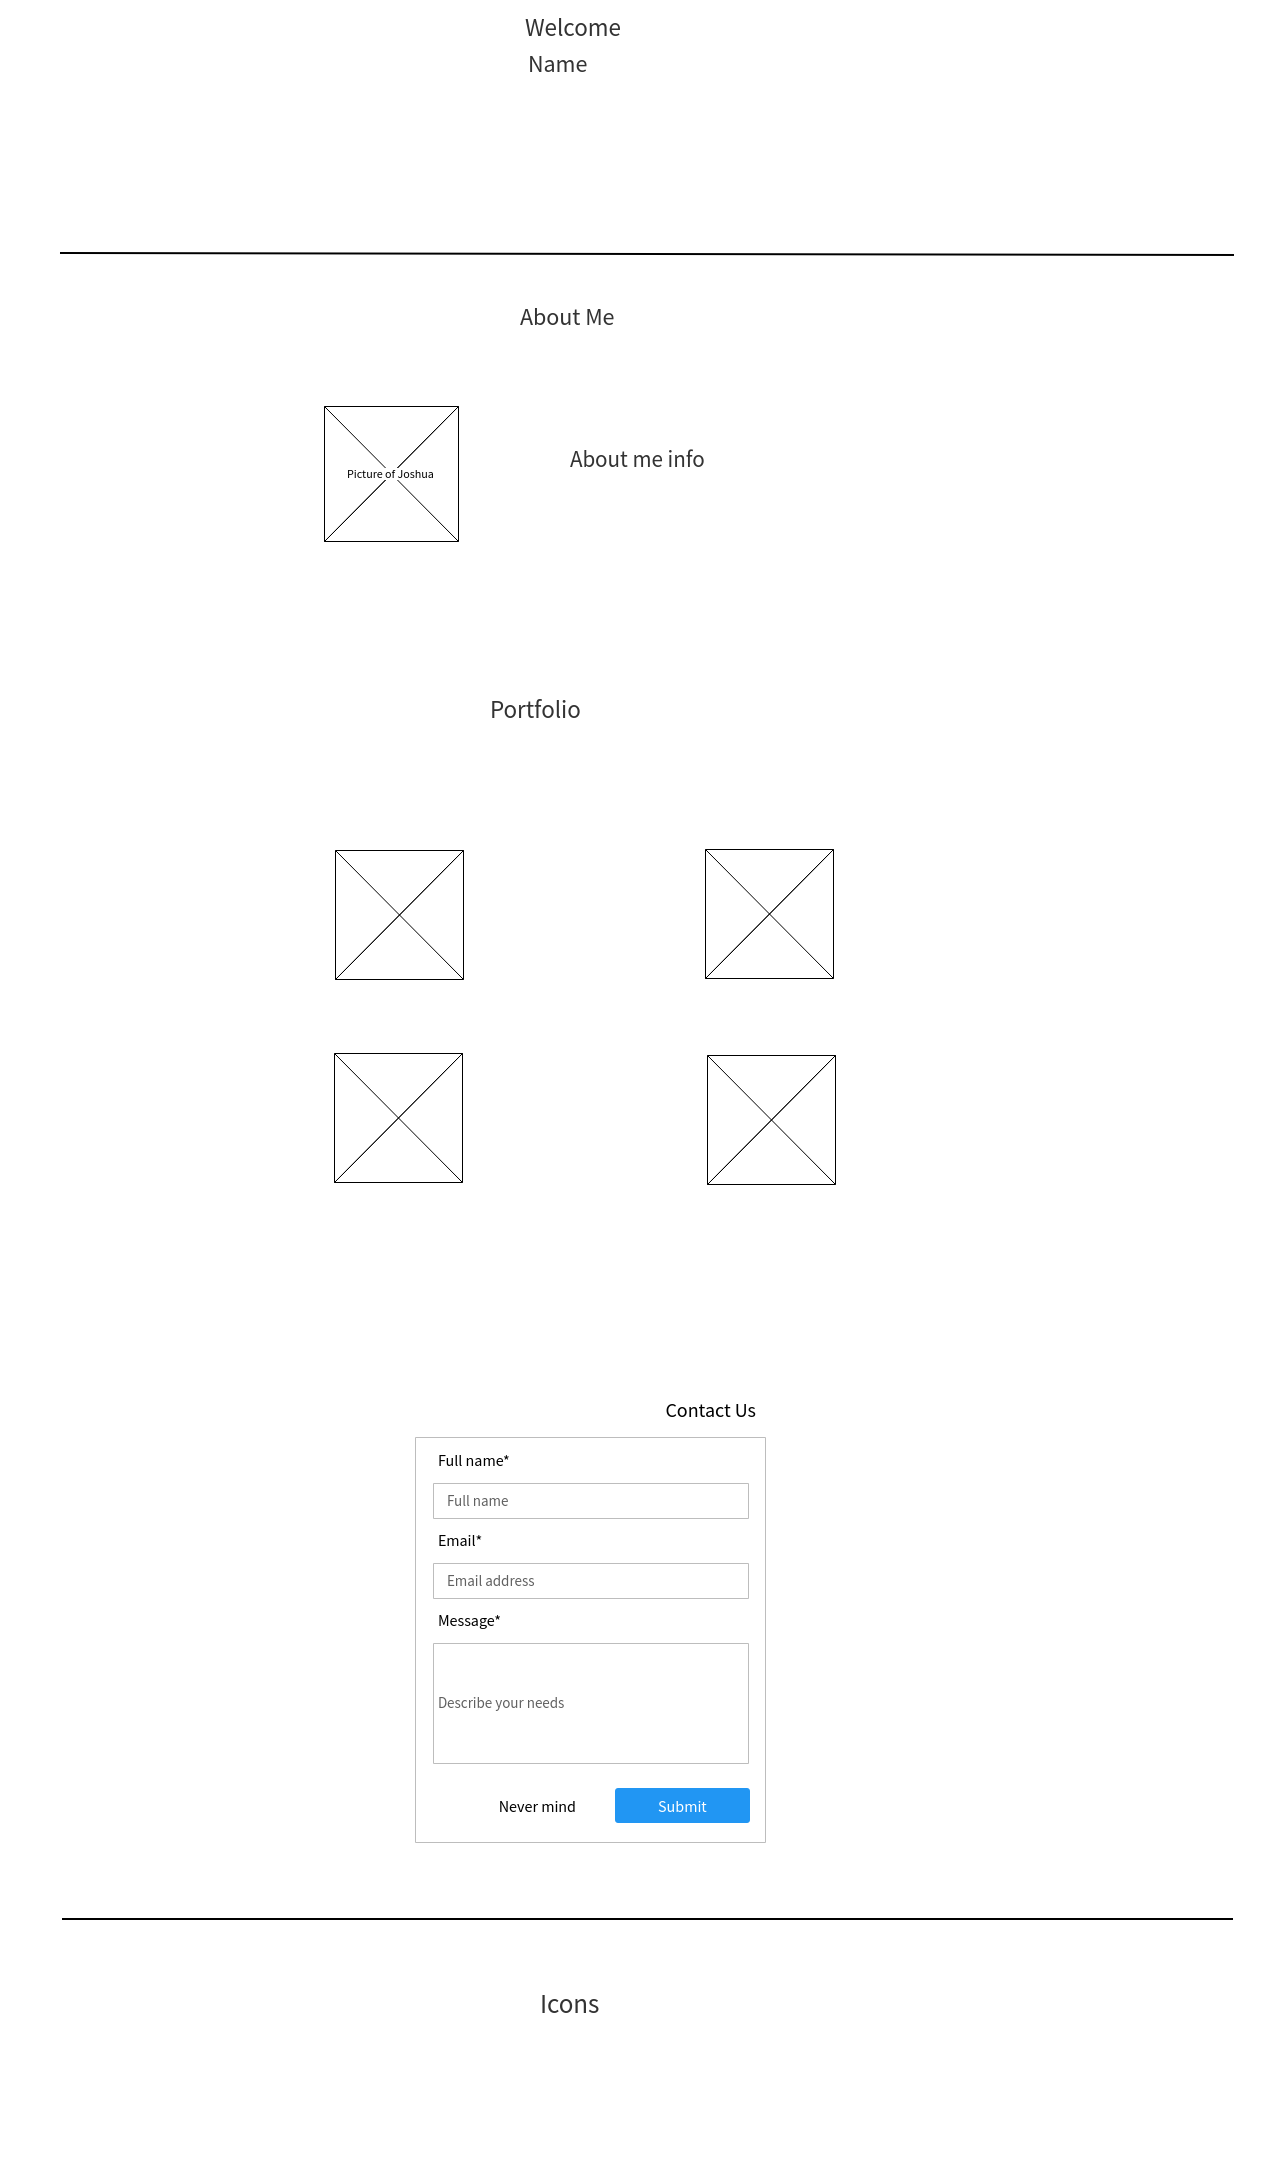 Welcome
Name
About Me
Picture of Joshua
About me info
Portfolio
Contact Us
Full name*
Full name
Email*
Email address
Message*
Describe your needs
Never mind
Submit
Icons